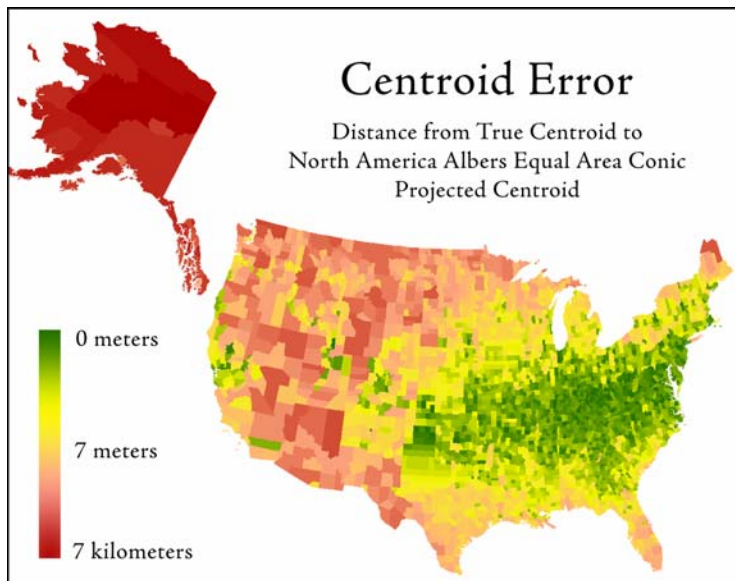 Centroid Error
Distance from True Centroid to
North America Albers Equal Area Conic
Projected Centroid
0 meters
7 meters
7 kilometers